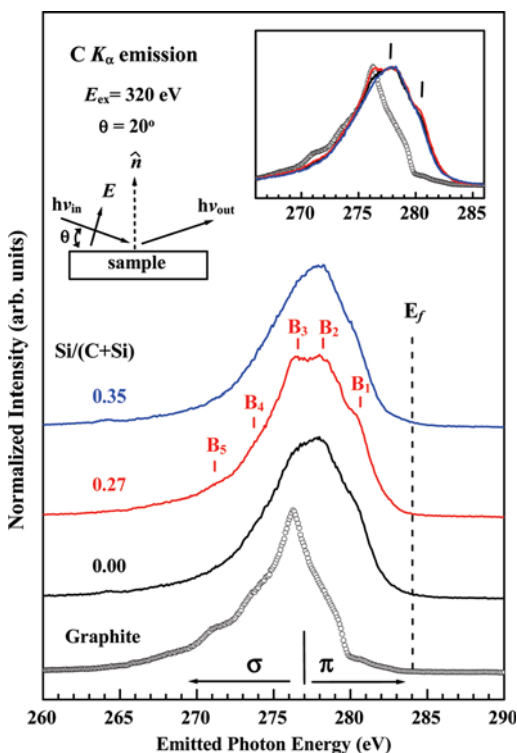 C Kα emission
Eex= 320 eV
θ = 20°
n̂
E
hνin
hνout
θ
sample
270 275 280 285
Si/(C+Si)
0.35
0.27
0.00
Graphite
B5 B4 B3 B2 B1
Ef
σ π
260 265 270 275 280 285 290
Emitted Photon Energy (eV)
Normalized Intensity (arb. units)